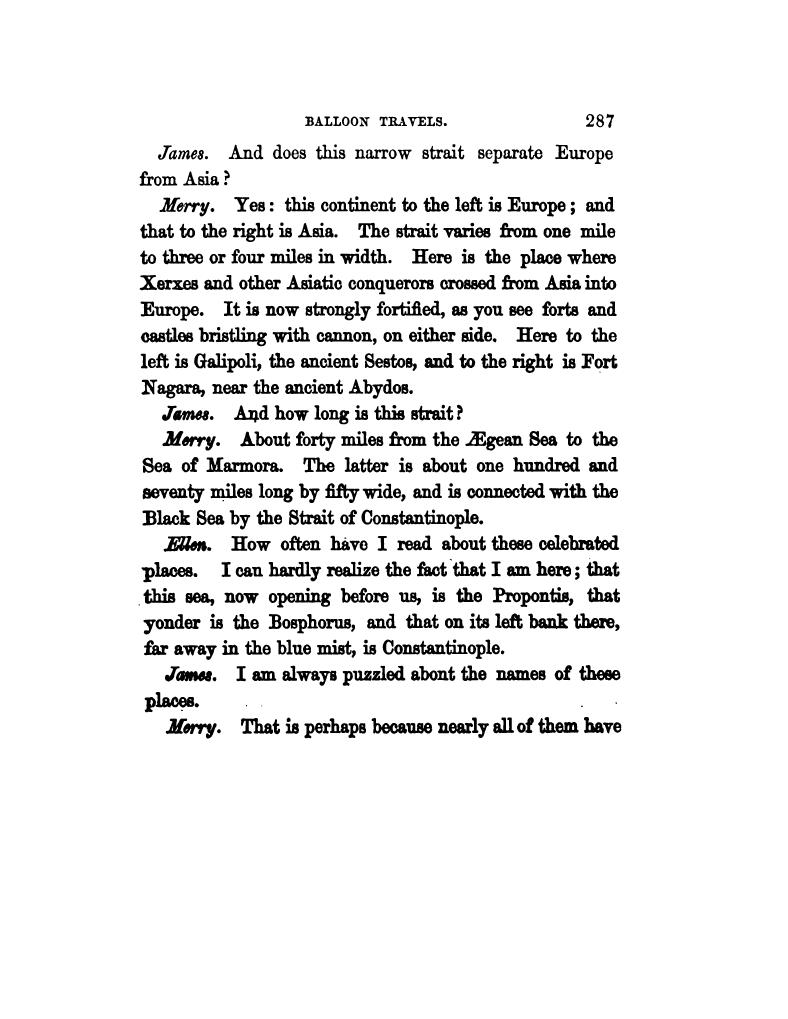 BALLOON TRAVELS. 287
James. And does this narrow strait separate Europe
from Asia?
Merry. Yes: this continent to the left is Europe; and
that to the right is Asia. The strait varies from one mile
to three or four miles in width. Here is the place where
Xerxes and other Asiatic conquerors crossed from Asia into
Europe. It is now strongly fortified, as you see forts and
castles bristling with cannon, on either side. Here to the
left is Galipoli, the ancient Sestos, and to the right is Fort
Nagara, near the ancient Abydos.
James. And how long is this strait?
Merry. About forty miles from the Ægean Sea to the
Sea of Marmora. The latter is about one hundred and
seventy miles long by fifty wide, and is connected with the
Black Sea by the Strait of Constantinople.
Ellen. How often have I read about these celebrated
places. I can hardly realize the fact that I am here; that
this sea, now opening before us, is the Propontis, that
yonder is the Bosphorus, and that on its left bank there,
far away in the blue mist, is Constantinople.
James. I am always puzzled abont the names of these
places.
Merry. That is perhaps because nearly all of them have